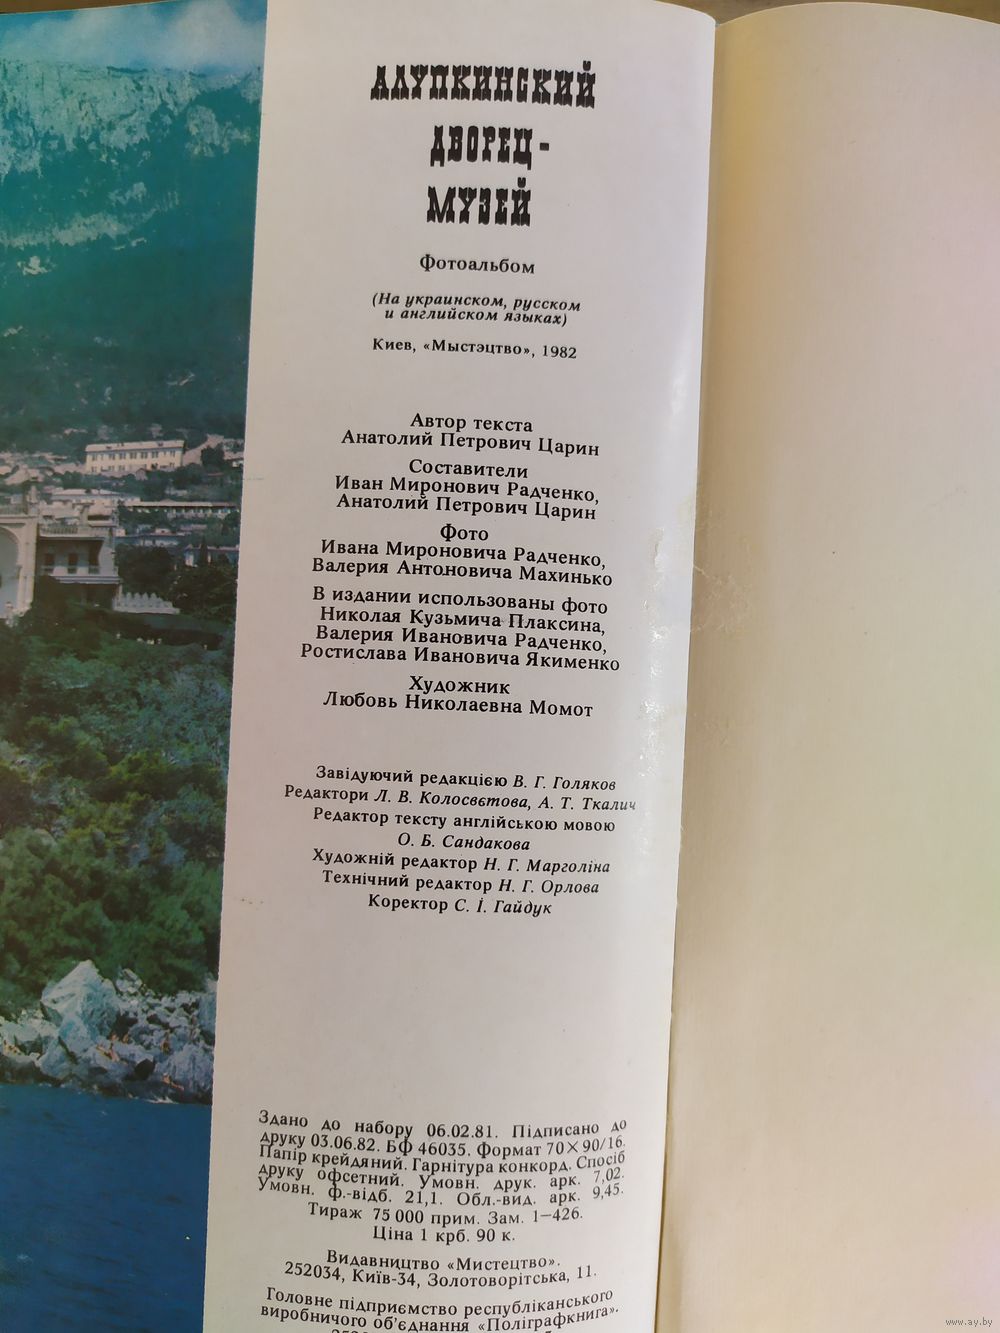 АЛУПКИНСКИЙ
ДВОРЕЦ-
МУЗЕЙ
Фотоальбом
(На украинском, русском
и английском языках)
Киев, «Мыстэцтво», 1982
Автор текста
Анатолий Петрович Царин
Составители
Иван Миронович Радченко,
Анатолий Петрович Царин
Фото
Ивана Мироновича Радченко,
Валерия Антоновича Махинько
В издании использованы фото
Николая Кузьмича Плаксина,
Валерия Ивановича Радченко,
Ростислава Ивановича Якименко
Художник
Любовь Николаевна Момот
Завідуючий редакцією В. Г. Голяков
Редактори Л. В. Колосвєтова, А. Т. Ткалич
Редактор тексту англійською мовою
О. Б. Сандакова
Художній редактор Н. Г. Марголіна
Технічний редактор Н. Г. Орлова
Коректор С. І. Гайдук
Здано до набору 06.02.81. Підписано до
друку 03.06.82. БФ 46035. Формат 70×90/16.
Папір крейдяний. Гарнітура конкорд. Спосіб
друку офсетний. Умовн. друк. арк. 7,02.
Умовн. ф.-відб. 21,1. Обл.-вид. арк. 9,45.
Тираж 75 000 прим. Зам. 1—426.
Ціна 1 крб. 90 к.
Видавництво «Мистецтво».
252034, Київ-34, Золотоворітська, 11.
Головне підприємство республіканського
виробничого об'єднання «Поліграфкнига».
www.ay.by